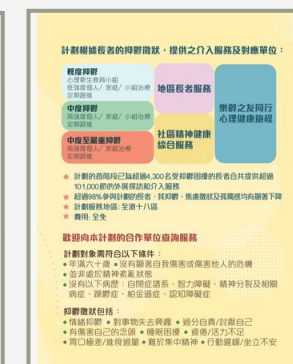 計劃根據長者的抑鬱徵狀，提供之介入服務及對應單位：
輕度抑鬱
心理衞生教育小組
低強度個人/ 家庭/ 小組治療
定期跟進
中度抑鬱
高強度個人/ 家庭/ 小組治療
定期跟進
中度至嚴重抑鬱
高強度個人/ 家庭治療
定期跟進
地區長者服務
社區精神健康
綜合服務
樂齡之友同行
心理健康旅程
★ 計劃的首階段已為超過4,300名受抑鬱困擾的長者合共提供超過
101,000節的外展探訪和介入服務
★ 超過98%參與計劃的長者，其抑鬱、焦慮徵狀及孤獨感均有顯著下降
★ 計劃服務地區：全港十八區
★ 費用：全免
歡迎向本計劃的合作單位查詢服務
計劃對象需符合以下條件：
• 年滿六十歲 • 沒有顯著自我傷害或傷害他人的危機
• 並非處於精神紊亂狀態
• 沒有以下病歷：自閉症譜系、智力障礙、精神分裂及相關
病症、躁鬱症、柏金遜症、認知障礙症
抑鬱徵狀包括：
• 情緒抑鬱 • 對事物失去興趣 • 過分自責/討厭自己
• 有傷害自己的念頭 • 睡眠困擾 • 疲倦/活力不足
• 胃口極差/進食過量 • 難於集中精神 • 行動遲緩/坐立不安